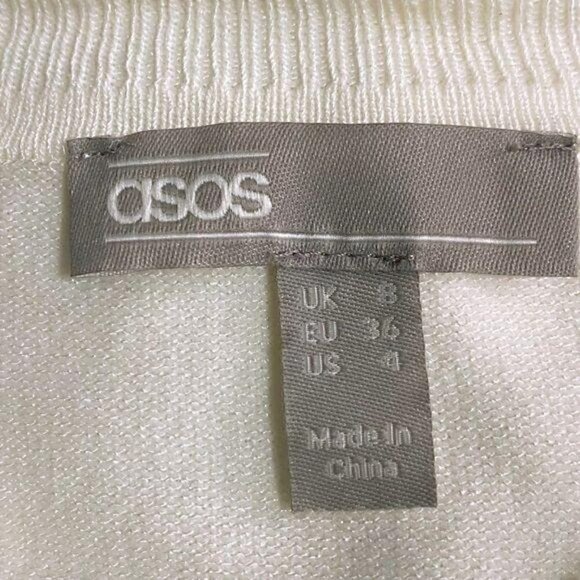 asos
UK 8
EU 36
US 4
Made In
China